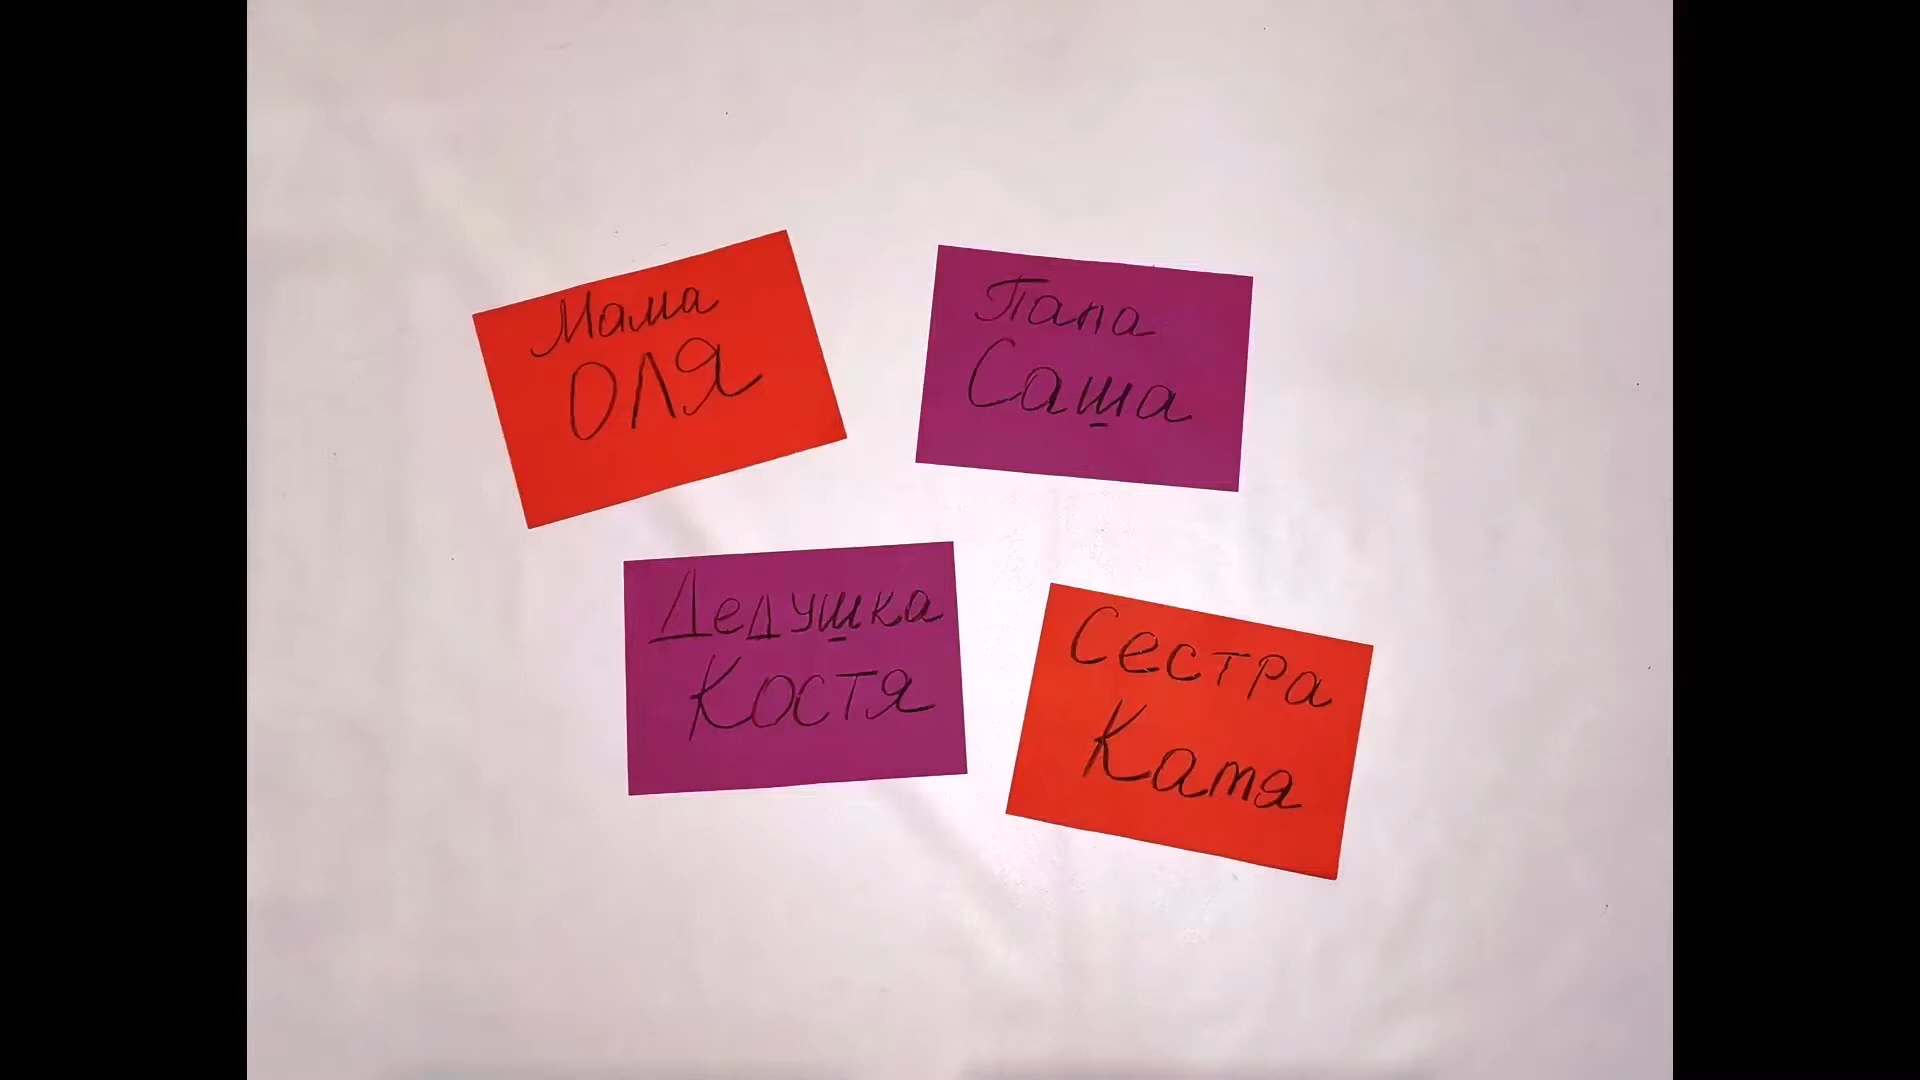 Мама
Оля
Папа
Саша
Дедушка
Костя
Сестра
Катя